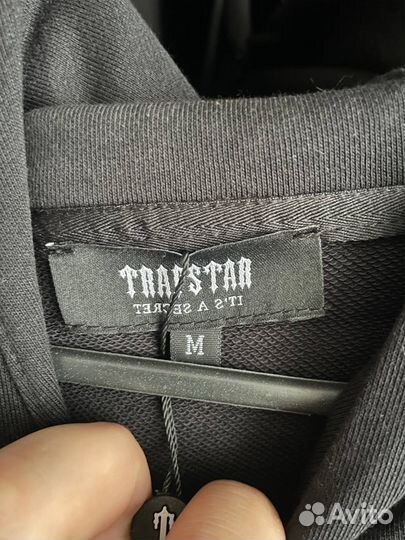 TRAPSTAR
IT'S A SECRET
M
T
Avito